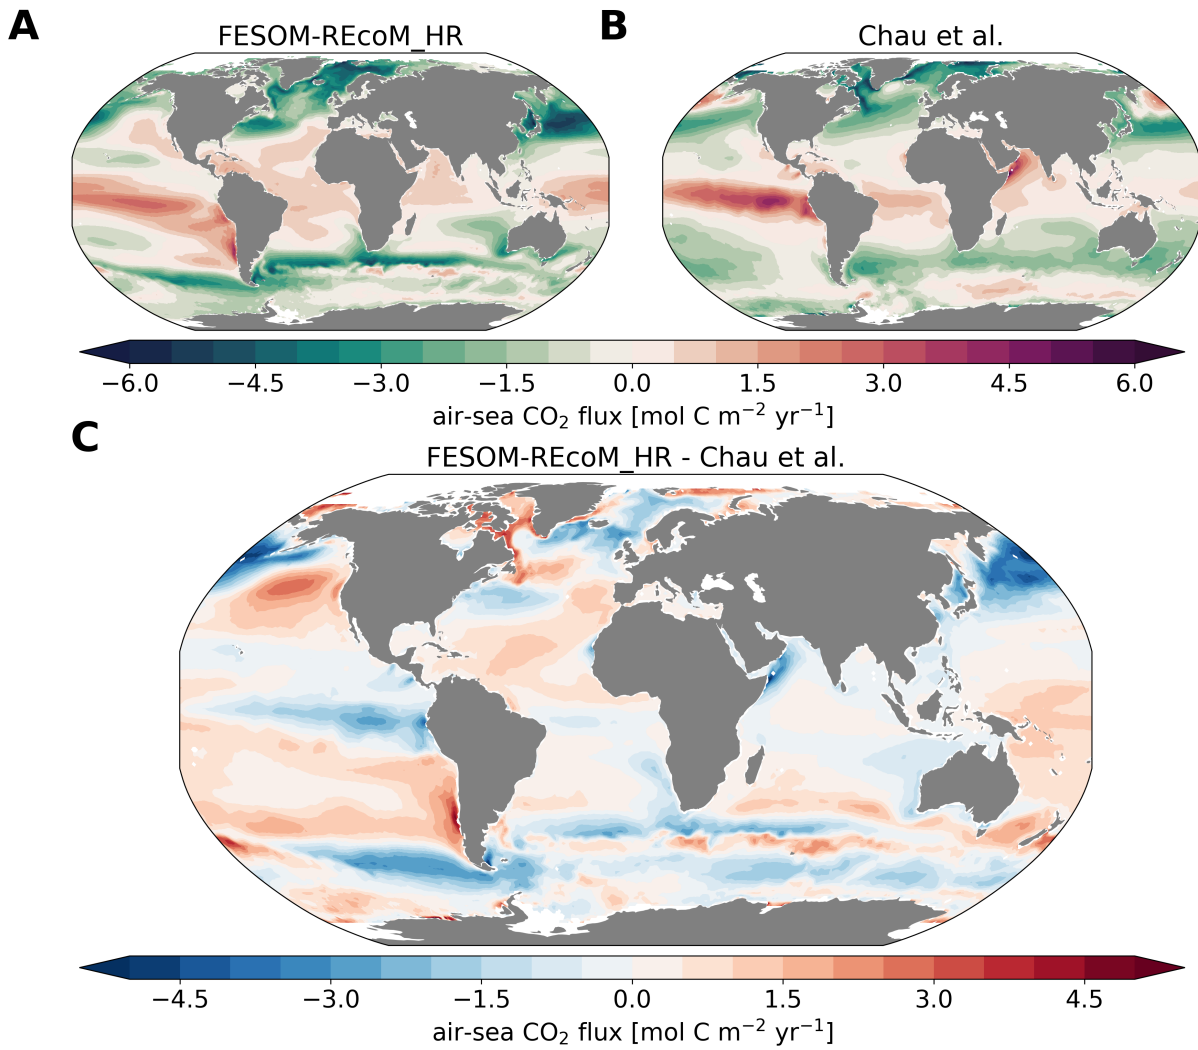 A
FESOM-REcoM_HR
B
Chau et al.
−6.0 −4.5 −3.0 −1.5 0.0 1.5 3.0 4.5 6.0
air-sea CO₂ flux [mol C m⁻² yr⁻¹]
C
FESOM-REcoM_HR - Chau et al.
−4.5 −3.0 −1.5 0.0 1.5 3.0 4.5
air-sea CO₂ flux [mol C m⁻² yr⁻¹]